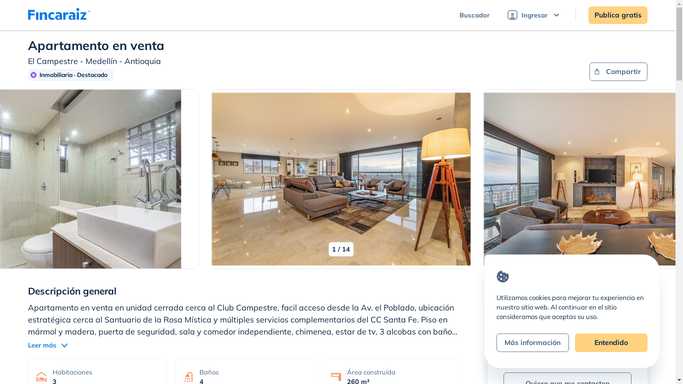 Fincaraiz
Buscador
Ingresar
Publica gratis
Apartamento en venta
El Campestre - Medellín - Antioquia
Inmobiliaria · Destacado
Compartir
1 / 14
Descripción general
Apartamento en venta en unidad cerrada cerca al Club Campestre, facil acceso desde la Av. el Poblado, ubicación
estratégica cerca al Santuario de la Rosa Mística y múltiples servicios complementarios del CC Santa Fe. Piso en
mármol y madera, puerta de seguridad, sala y comedor independiente, chimenea, estar de tv, 3 alcobas con baño...
Leer más
Habitaciones
3
Baños
4
Área construida
260 m²
Utilizamos cookies para mejorar tu experiencia en
nuestro sitio web. Al continuar en el sitio
consideramos que aceptas su uso.
Más información
Entendido
Quiero que me contacten